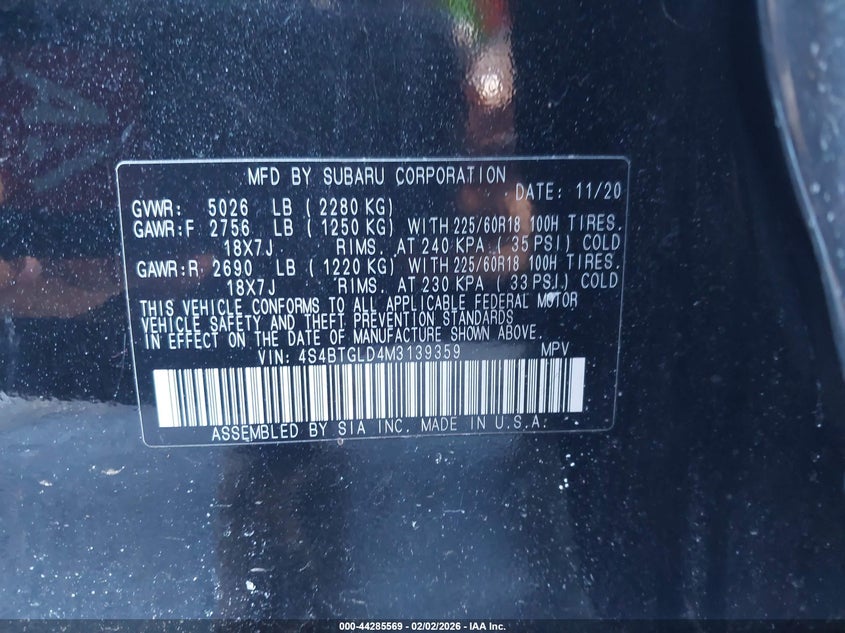 MFD BY SUBARU CORPORATION
DATE: 11/20
GVWR: 5026 LB (2280 KG)
GAWR:F 2756 LB (1250 KG) WITH 225/60R18 100H TIRES.
18X7J. RIMS. AT 240 KPA (35 PSI) COLD
GAWR:R 2690 LB (1220 KG) WITH 225/60R18 100H TIRES.
18X7J RIMS. AT 230 KPA (33 PSI) COLD
THIS VEHICLE CONFORMS TO ALL APPLICABLE FEDERAL MOTOR
VEHICLE SAFETY AND THEFT PREVENTION STANDARDS
IN EFFECT ON THE DATE OF MANUFACTURE SHOWN ABOVE.
VIN: 4S4BTGLD4M3139359 MPV
ASSEMBLED BY SIA INC. MADE IN U.S.A.
000-44285569 - 02/02/2026 - IAA Inc.